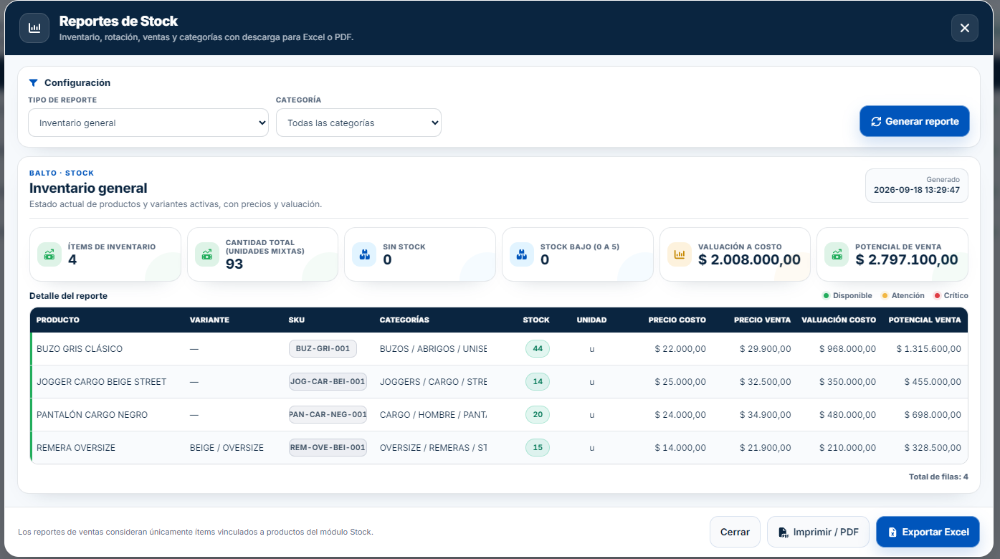 Reportes de Stock
Inventario, rotación, ventas y categorías con descarga para Excel o PDF.
Configuración
TIPO DE REPORTE CATEGORÍA
Inventario general Todas las categorías Generar reporte
BALTO · STOCK
Inventario general
Estado actual de productos y variantes activas, con precios y valuación.
Generado
2026-09-18 13:29:47
ÍTEMS DE INVENTARIO
4
CANTIDAD TOTAL
(UNIDADES MIXTAS)
93
SIN STOCK
0
STOCK BAJO (0 A 5)
0
VALUACIÓN A COSTO
$ 2.008.000,00
POTENCIAL DE VENTA
$ 2.797.100,00
Detalle del reporte Disponible Atención Crítico
PRODUCTO VARIANTE SKU CATEGORÍAS STOCK UNIDAD PRECIO COSTO PRECIO VENTA VALUACIÓN COSTO POTENCIAL VENTA
BUZO GRIS CLÁSICO — BUZ-GRI-001 BUZOS / ABRIGOS / UNISE 44 u $ 22.000,00 $ 29.900,00 $ 968.000,00 $ 1.315.600,00
JOGGER CARGO BEIGE STREET — JOG-CAR-BEI-001 JOGGERS / CARGO / STRE 14 u $ 25.000,00 $ 32.500,00 $ 350.000,00 $ 455.000,00
PANTALÓN CARGO NEGRO — PAN-CAR-NEG-001 CARGO / HOMBRE / PANT 20 u $ 24.000,00 $ 34.900,00 $ 480.000,00 $ 698.000,00
REMERA OVERSIZE BEIGE / OVERSIZE REM-OVE-BEI-001 OVERSIZE / REMERAS / ST 15 u $ 14.000,00 $ 21.900,00 $ 210.000,00 $ 328.500,00
Total de filas: 4
Los reportes de ventas consideran únicamente ítems vinculados a productos del módulo Stock.
Cerrar Imprimir / PDF Exportar Excel